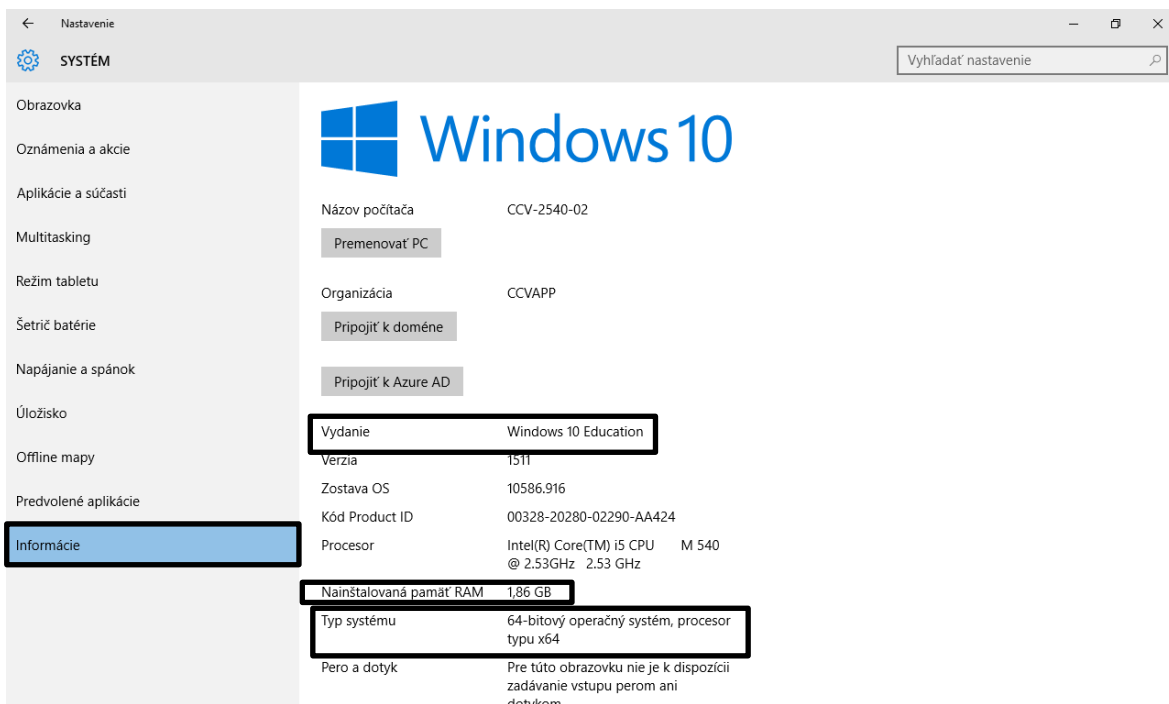 Nastavenie
SYSTÉM
Vyhľadať nastavenie
Obrazovka
Oznámenia a akcie
Aplikácie a súčasti
Multitasking
Režim tabletu
Šetrič batérie
Napájanie a spánok
Úložisko
Offline mapy
Predvolené aplikácie
Informácie
Windows 10
Názov počítača CCV-2540-02
Premenovať PC
Organizácia CCVAPP
Pripojiť k doméne
Pripojiť k Azure AD
Vydanie Windows 10 Education
Verzia 1511
Zostava OS 10586.916
Kód Product ID 00328-20280-02290-AA424
Procesor Intel(R) Core(TM) i5 CPU M 540
@ 2.53GHz 2.53 GHz
Nainštalovaná pamäť RAM 1,86 GB
Typ systému 64-bitový operačný systém, procesor
typu x64
Pero a dotyk Pre túto obrazovku nie je k dispozícii
zadávanie vstupu perom ani
dotykom